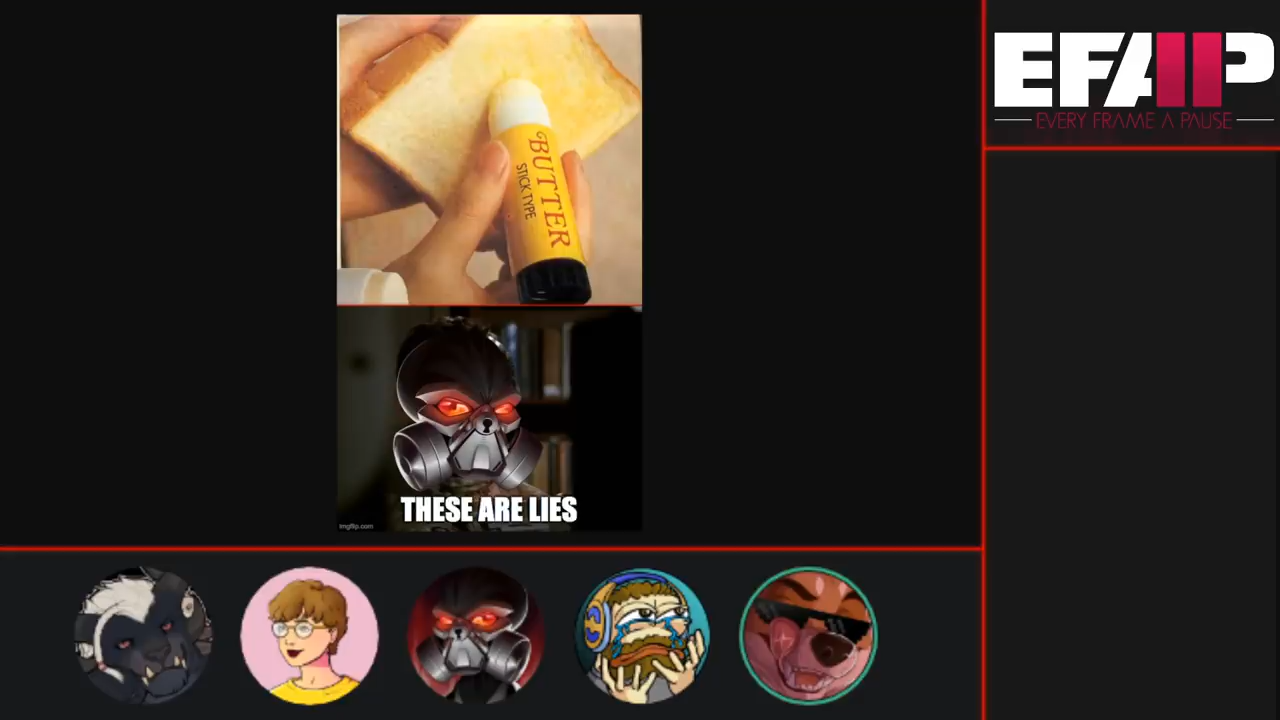 EFAP
EVERY FRAME A PAUSE
BUTTER
STICK TYPE
THESE ARE LIES
imgflip.com